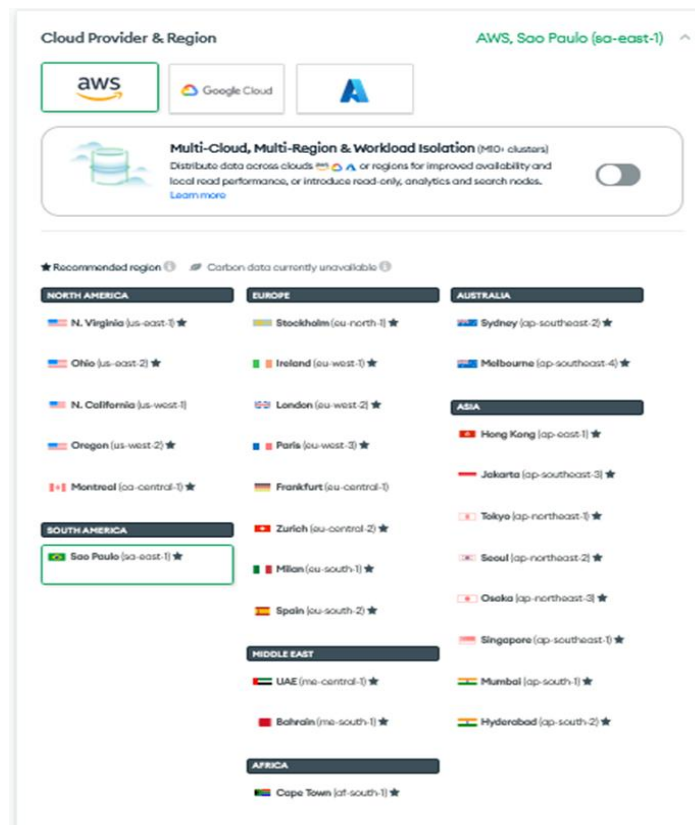 Cloud Provider & Region
AWS, Sao Paulo (sa-east-1)
aws
Google Cloud
Multi-Cloud, Multi-Region & Workload Isolation (M10+ clusters)
Distribute data across clouds or regions for improved availability and
local read performance, or introduce read-only, analytics and search nodes.
Learn more
Recommended region
Carbon data currently unavailable
NORTH AMERICA
N. Virginia (us-east-1)
Ohio (us-east-2)
N. California (us-west-1)
Oregon (us-west-2)
Montreal (ca-central-1)
SOUTH AMERICA
Sao Paulo (sa-east-1)
EUROPE
Stockholm (eu-north-1)
Ireland (eu-west-1)
London (eu-west-2)
Paris (eu-west-3)
Frankfurt (eu-central-1)
Zurich (eu-central-2)
Milan (eu-south-1)
Spain (eu-south-2)
MIDDLE EAST
UAE (me-central-1)
Bahrain (me-south-1)
AFRICA
Cape Town (af-south-1)
AUSTRALIA
Sydney (ap-southeast-2)
Melbourne (ap-southeast-4)
ASIA
Hong Kong (ap-east-1)
Jakarta (ap-southeast-3)
Tokyo (ap-northeast-1)
Seoul (ap-northeast-2)
Osaka (ap-northeast-3)
Singapore (ap-southeast-1)
Mumbai (ap-south-1)
Hyderabad (ap-south-2)